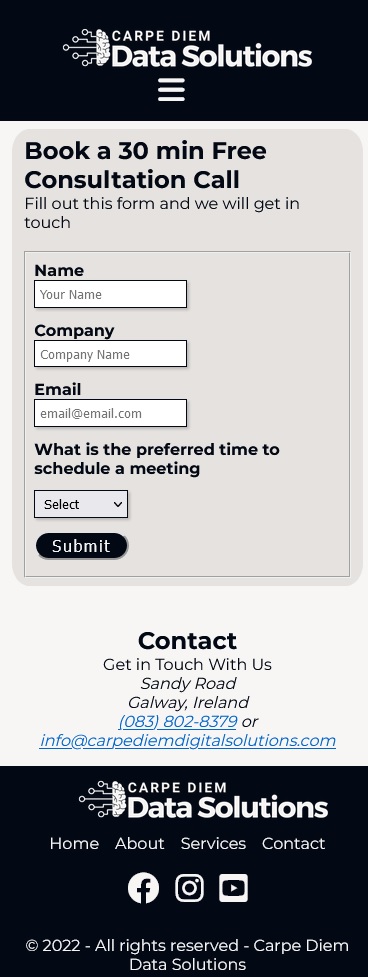 CARPE DIEM
Data Solutions
Book a 30 min Free
Consultation Call
Fill out this form and we will get in
touch
Name
Your Name
Company
Company Name
Email
email@email.com
What is the preferred time to
schedule a meeting
Select
Submit
Contact
Get in Touch With Us
Sandy Road
Galway, Ireland
(083) 802-8379 or
info@carpediemdigitalsolutions.com
CARPE DIEM
Data Solutions
Home About Services Contact
© 2022 - All rights reserved - Carpe Diem
Data Solutions